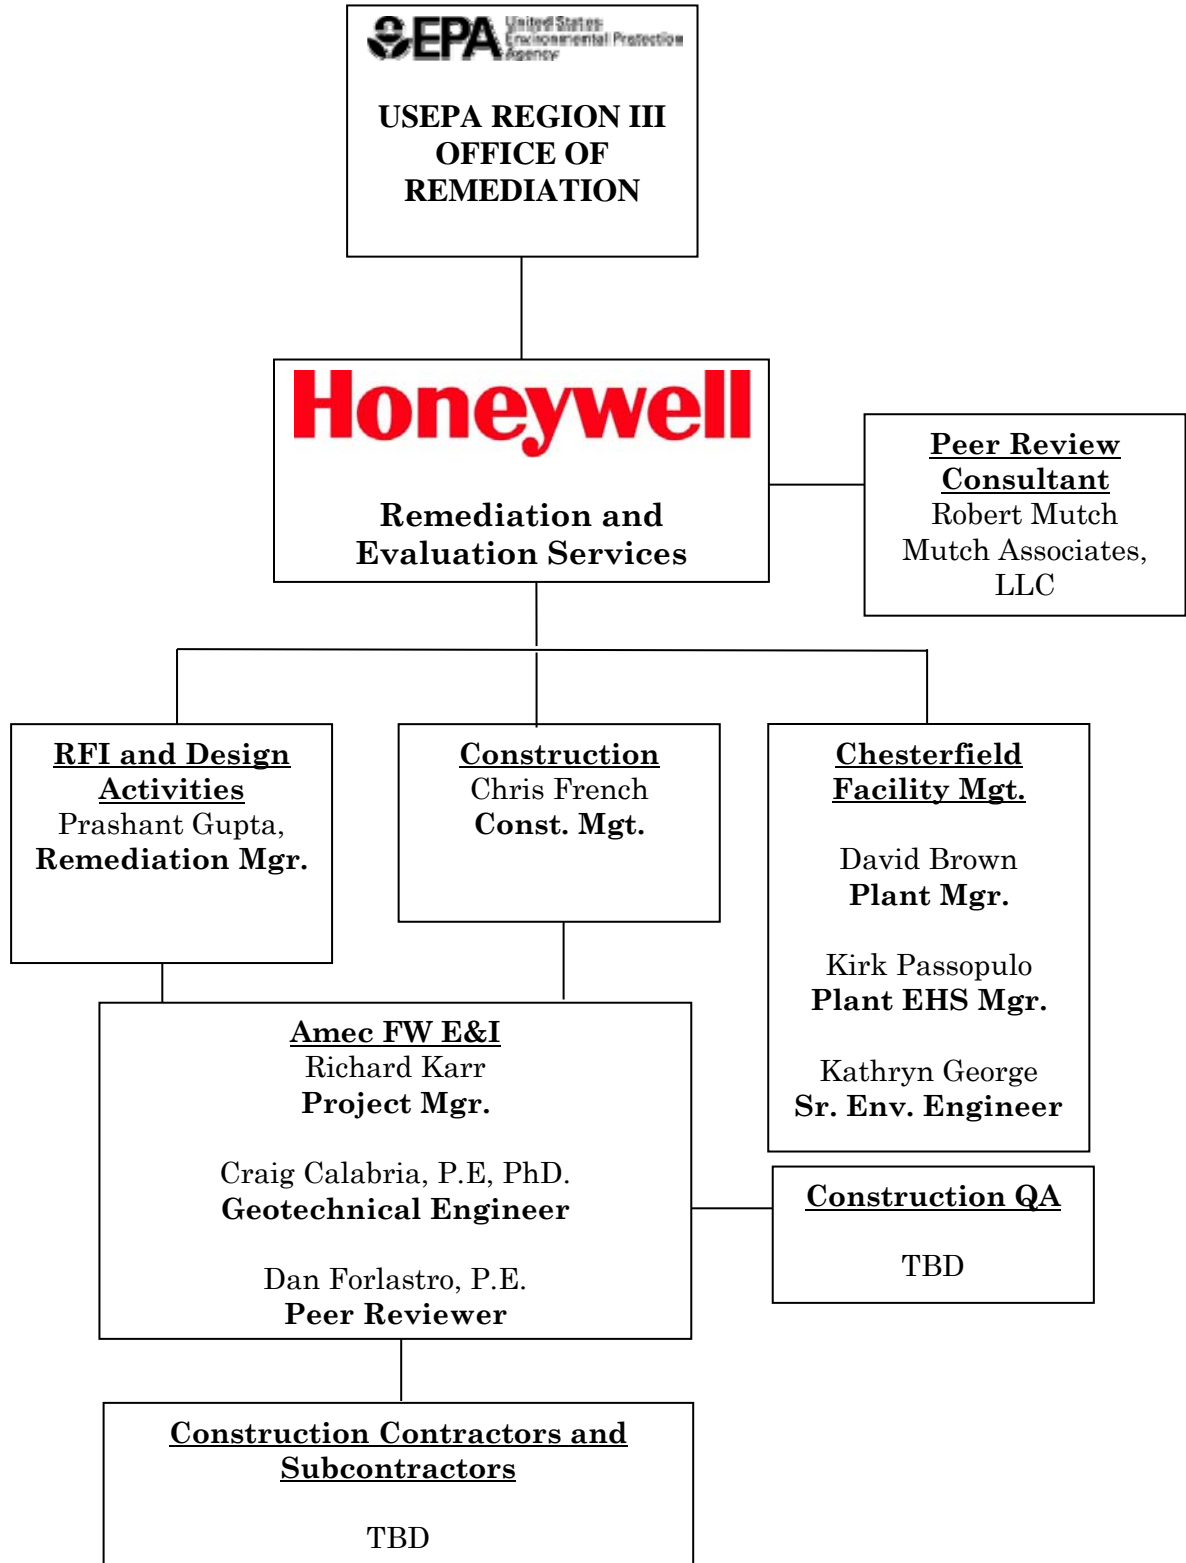 EPA
United States
Environmental Protection
Agency
USEPA REGION III
OFFICE OF
REMEDIATION
Honeywell
Remediation and
Evaluation Services
Peer Review
Consultant
Robert Mutch
Mutch Associates,
LLC
RFI and Design
Activities
Prashant Gupta,
Remediation Mgr.
Construction
Chris French
Const. Mgt.
Chesterfield
Facility Mgt.
David Brown
Plant Mgr.
Kirk Passopulo
Plant EHS Mgr.
Kathryn George
Sr. Env. Engineer
Amec FW E&I
Richard Karr
Project Mgr.
Craig Calabria, P.E, PhD.
Geotechnical Engineer
Dan Forlastro, P.E.
Peer Reviewer
Construction QA
TBD
Construction Contractors and
Subcontractors
TBD